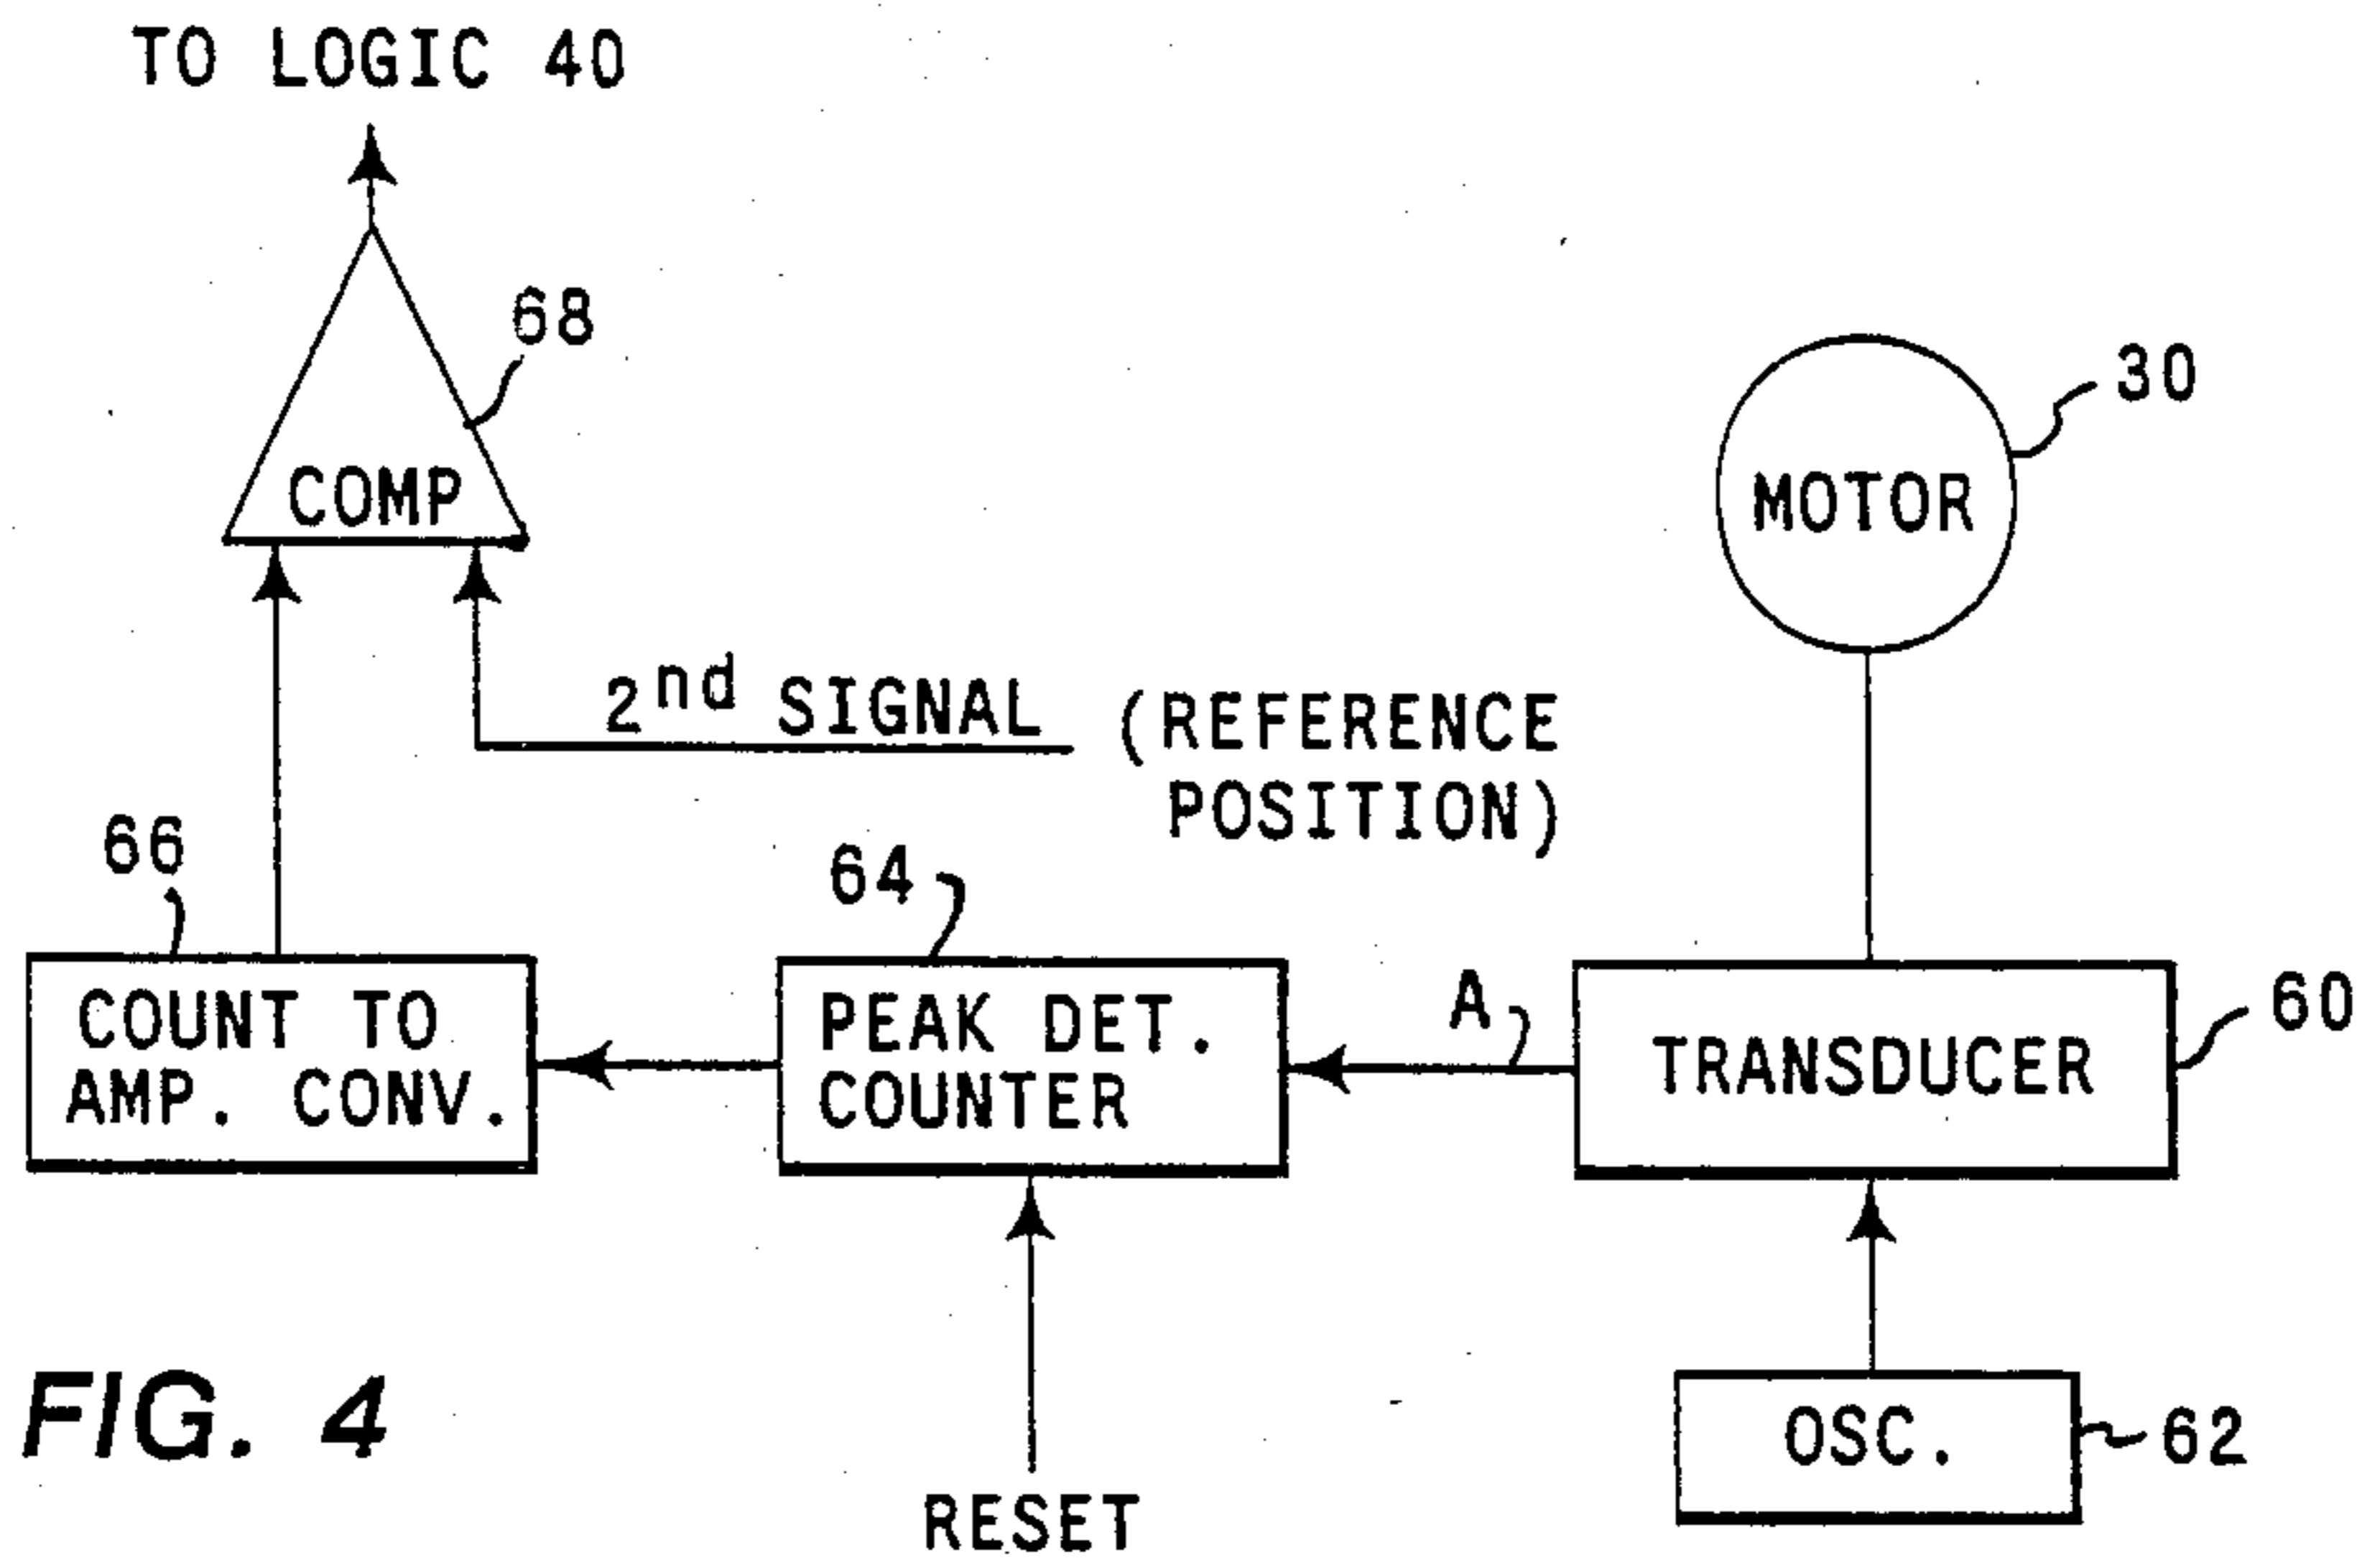 TO LOGIC 40
68
COMP
30
MOTOR
2nd SIGNAL (REFERENCE
POSITION)
66
64
A
60
COUNT TO
AMP. CONV.
PEAK DET.
COUNTER
TRANSDUCER
OSC.
62
RESET
FIG. 4